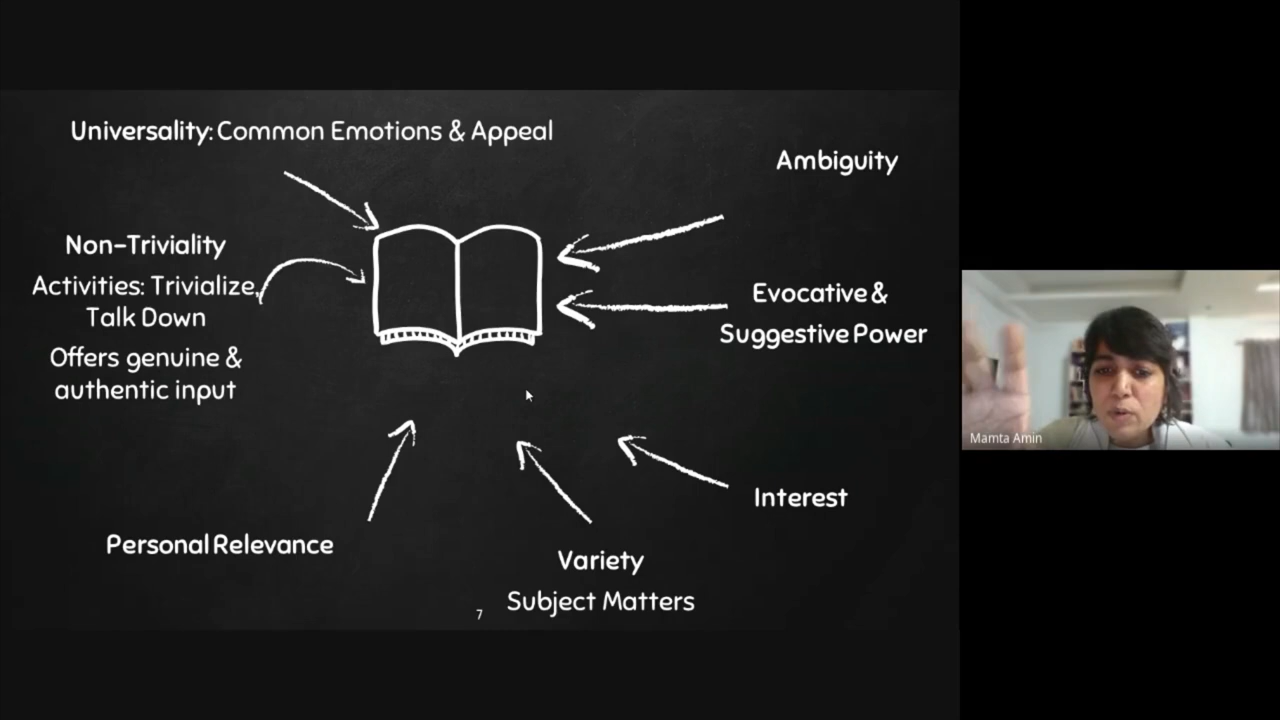 Universality: Common Emotions & Appeal
Ambiguity
Non-Triviality
Activities: Trivialize,
Talk Down
Offers genuine &
authentic input
Evocative &
Suggestive Power
Personal Relevance
Interest
Variety
Subject Matters
7
Mamta Amin